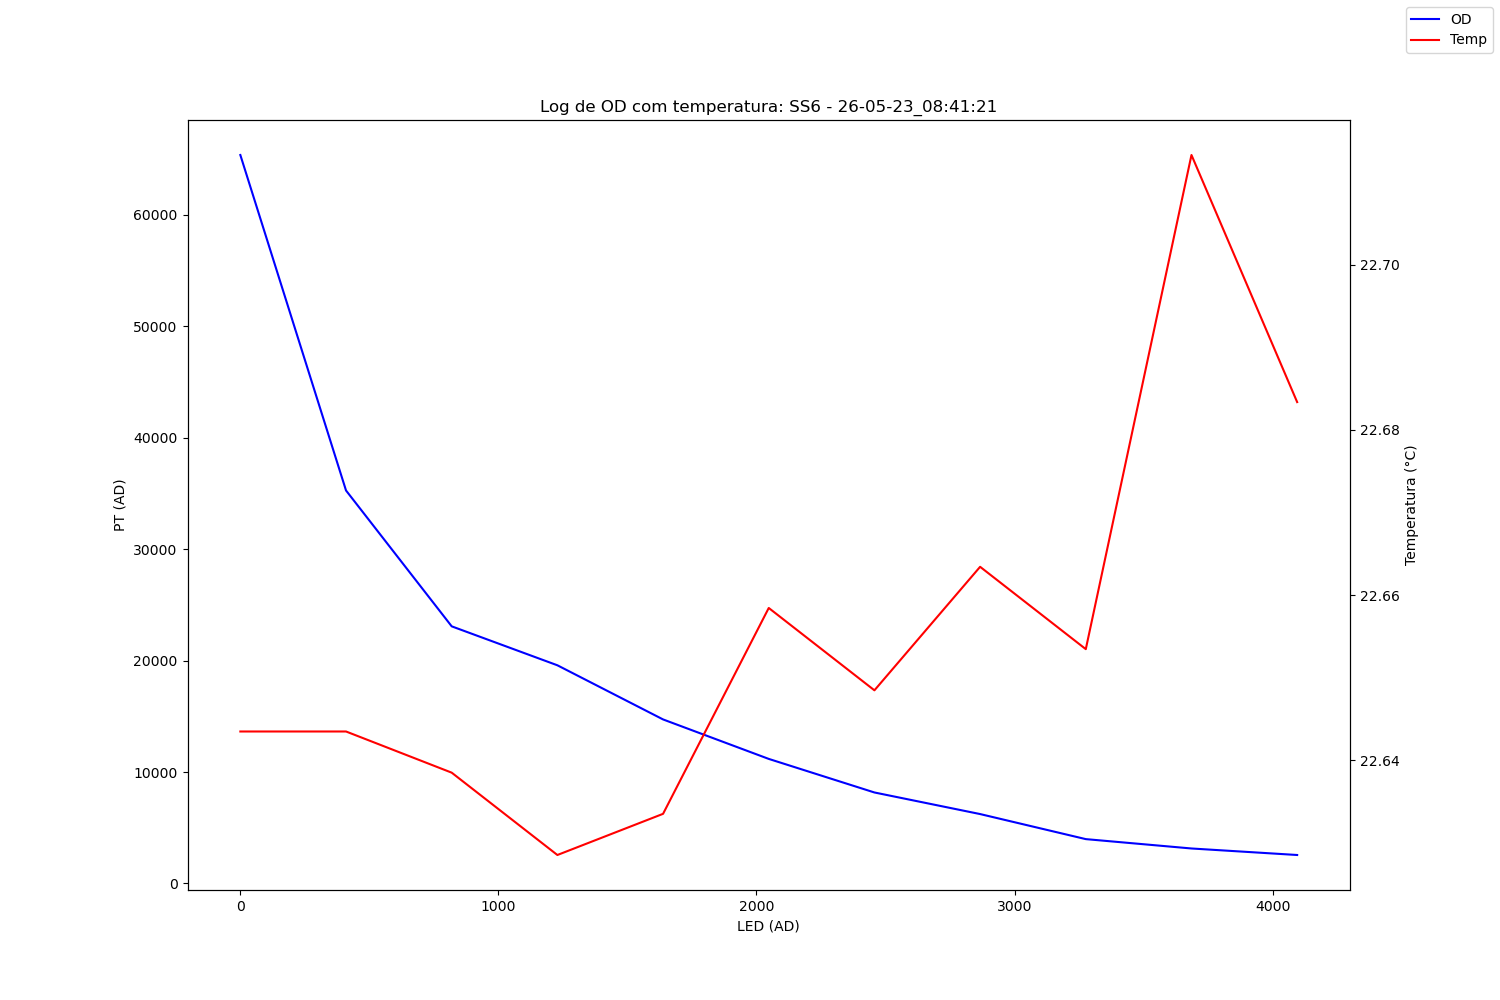 OD
Temp
Log de OD com temperatura: SS6 - 26-05-23_08:41:21
60000
50000
40000
30000
20000
10000
0
PT (AD)
22.70
22.68
22.66
22.64
Temperatura (°C)
0 1000 2000 3000 4000
LED (AD)